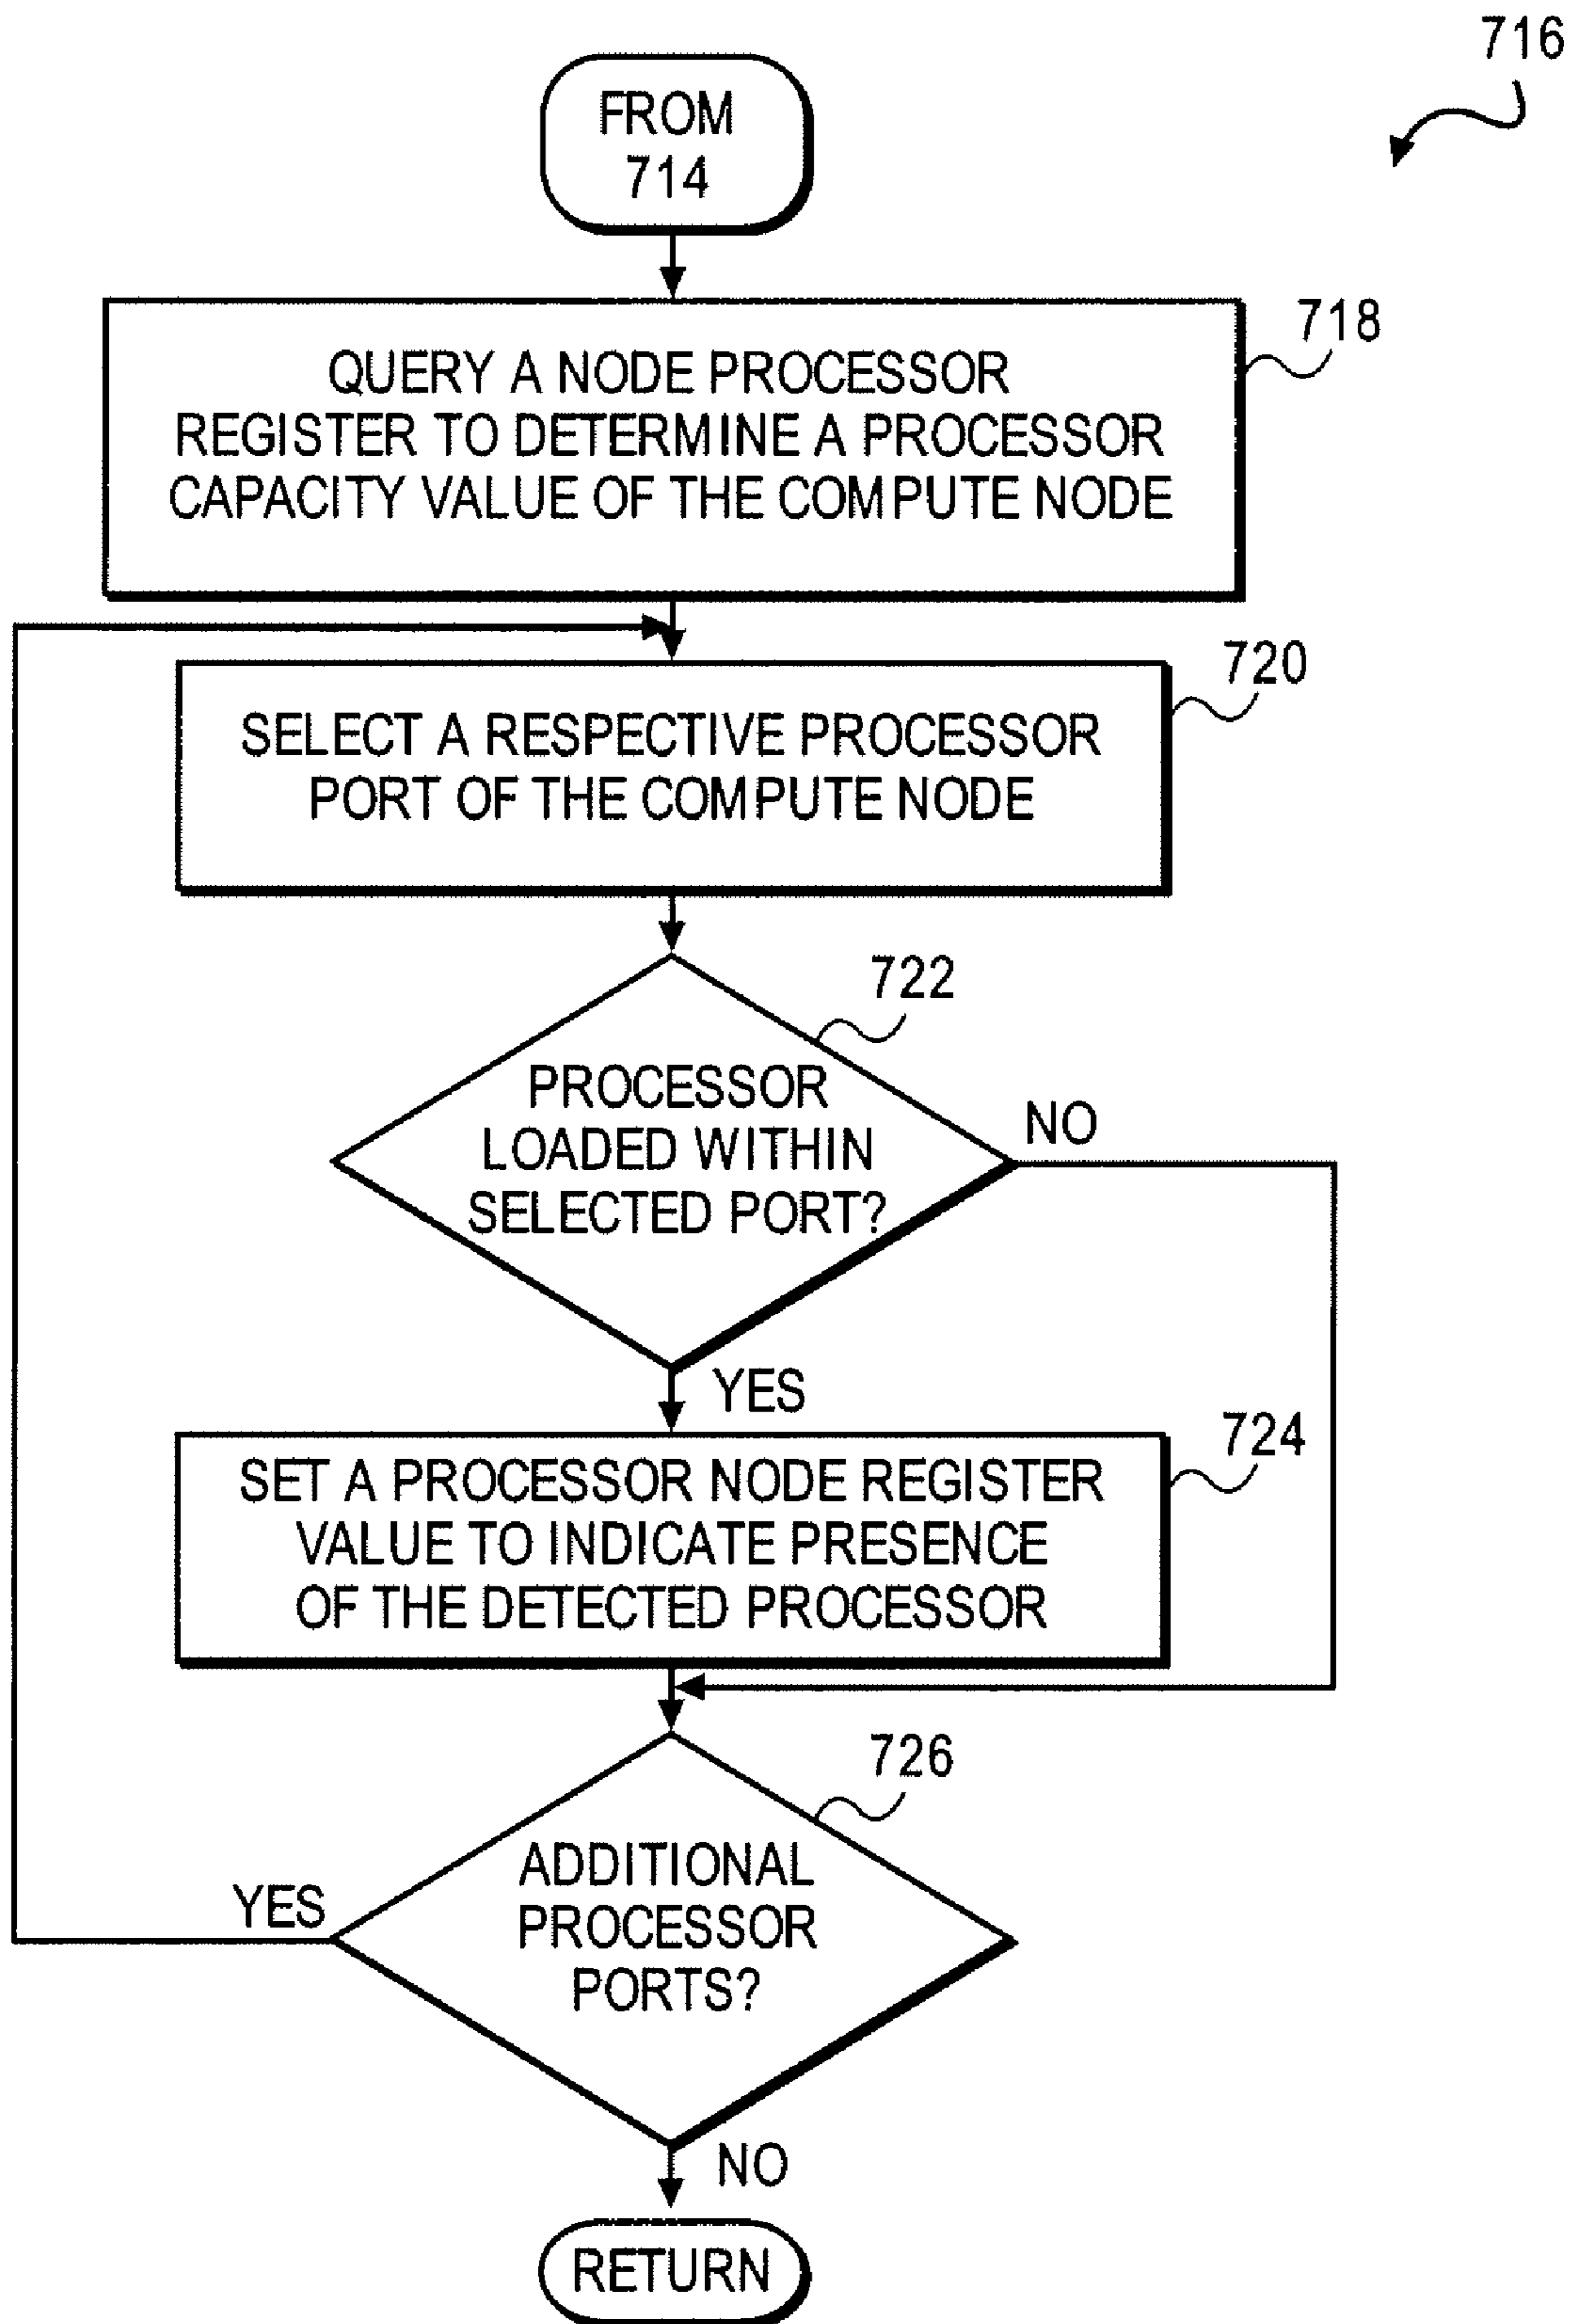 716
FROM
714
718
QUERY A NODE PROCESSOR
REGISTER TO DETERMINE A PROCESSOR
CAPACITY VALUE OF THE COMPUTE NODE
720
SELECT A RESPECTIVE PROCESSOR
PORT OF THE COMPUTE NODE
722
PROCESSOR
LOADED WITHIN
SELECTED PORT?
NO
YES
724
SET A PROCESSOR NODE REGISTER
VALUE TO INDICATE PRESENCE
OF THE DETECTED PROCESSOR
726
ADDITIONAL
PROCESSOR
PORTS?
YES
NO
RETURN